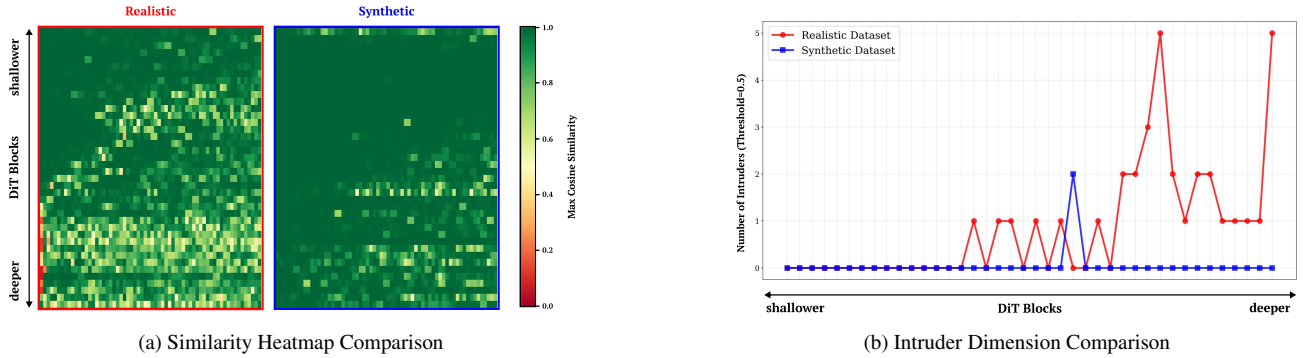 Realistic
Synthetic
shallower
DiT Blocks
deeper
1.0
0.8
0.6
0.4
0.2
0.0
Max Cosine Similarity
(a) Similarity Heatmap Comparison
Realistic Dataset
Synthetic Dataset
Number of Intruders (Threshold=0.5)
5
4
3
2
1
0
shallower
DiT Blocks
deeper
(b) Intruder Dimension Comparison